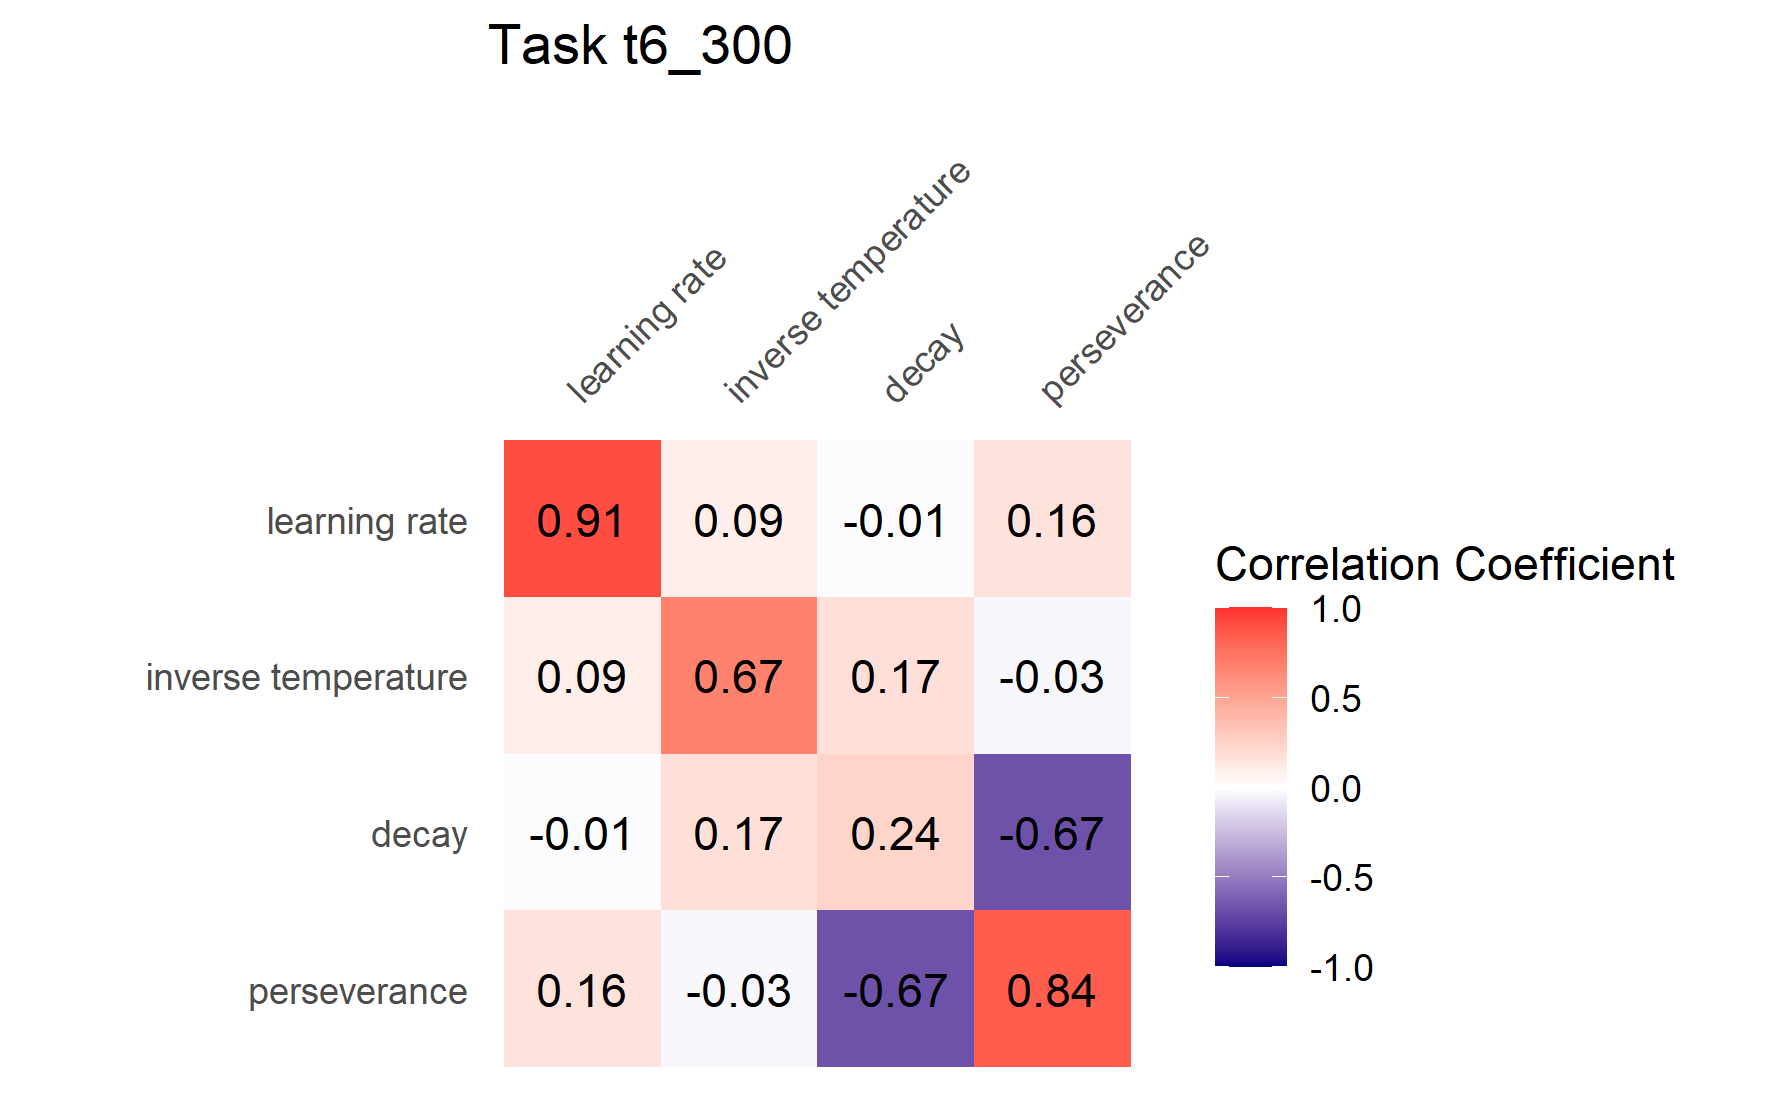 Task t6_300
learning rate
inverse temperature
decay
perseverance
learning rate 0.91 0.09 -0.01 0.16
inverse temperature 0.09 0.67 0.17 -0.03
decay -0.01 0.17 0.24 -0.67
perseverance 0.16 -0.03 -0.67 0.84
Correlation Coefficient
1.0
0.5
0.0
-0.5
-1.0